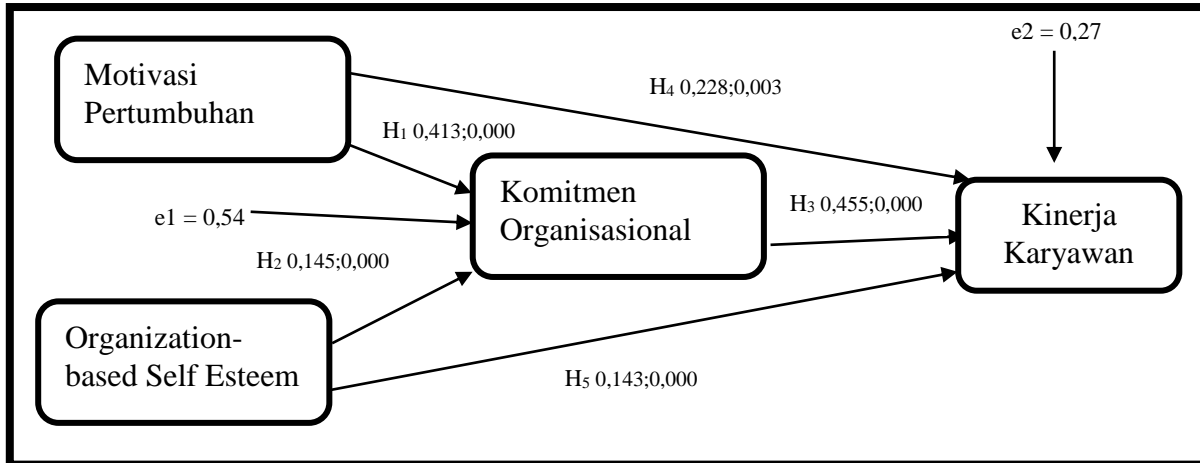 e2 = 0,27
Motivasi
Pertumbuhan
H4 0,228;0,003
H1 0,413;0,000
Komitmen
Organisasional
e1 = 0,54
H3 0,455;0,000
Kinerja
Karyawan
H2 0,145;0,000
Organization-
based Self Esteem
H5 0,143;0,000